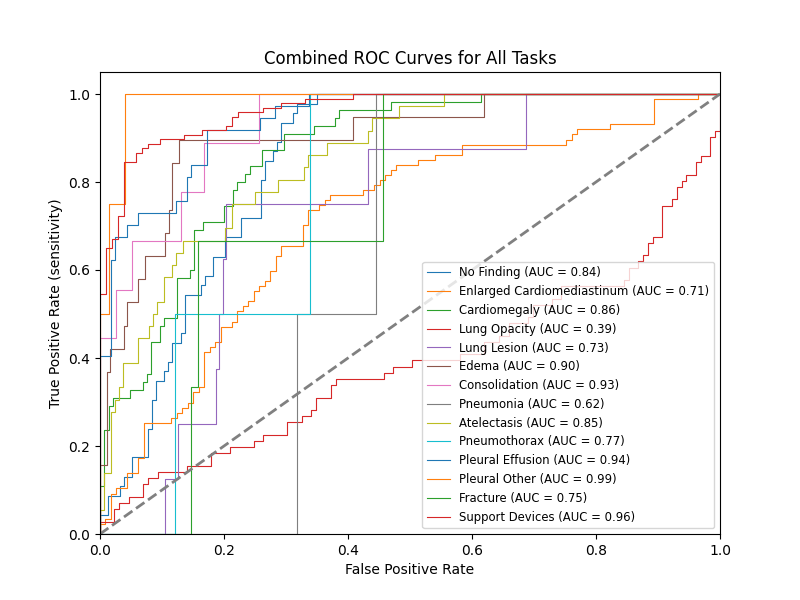 Combined ROC Curves for All Tasks
True Positive Rate (sensitivity)
1.0
0.8
0.6
0.4
0.2
0.0
No Finding (AUC = 0.84)
Enlarged Cardiomediastinum (AUC = 0.71)
Cardiomegaly (AUC = 0.86)
Lung Opacity (AUC = 0.39)
Lung Lesion (AUC = 0.73)
Edema (AUC = 0.90)
Consolidation (AUC = 0.93)
Pneumonia (AUC = 0.62)
Atelectasis (AUC = 0.85)
Pneumothorax (AUC = 0.77)
Pleural Effusion (AUC = 0.94)
Pleural Other (AUC = 0.99)
Fracture (AUC = 0.75)
Support Devices (AUC = 0.96)
0.0 0.2 0.4 0.6 0.8 1.0
False Positive Rate